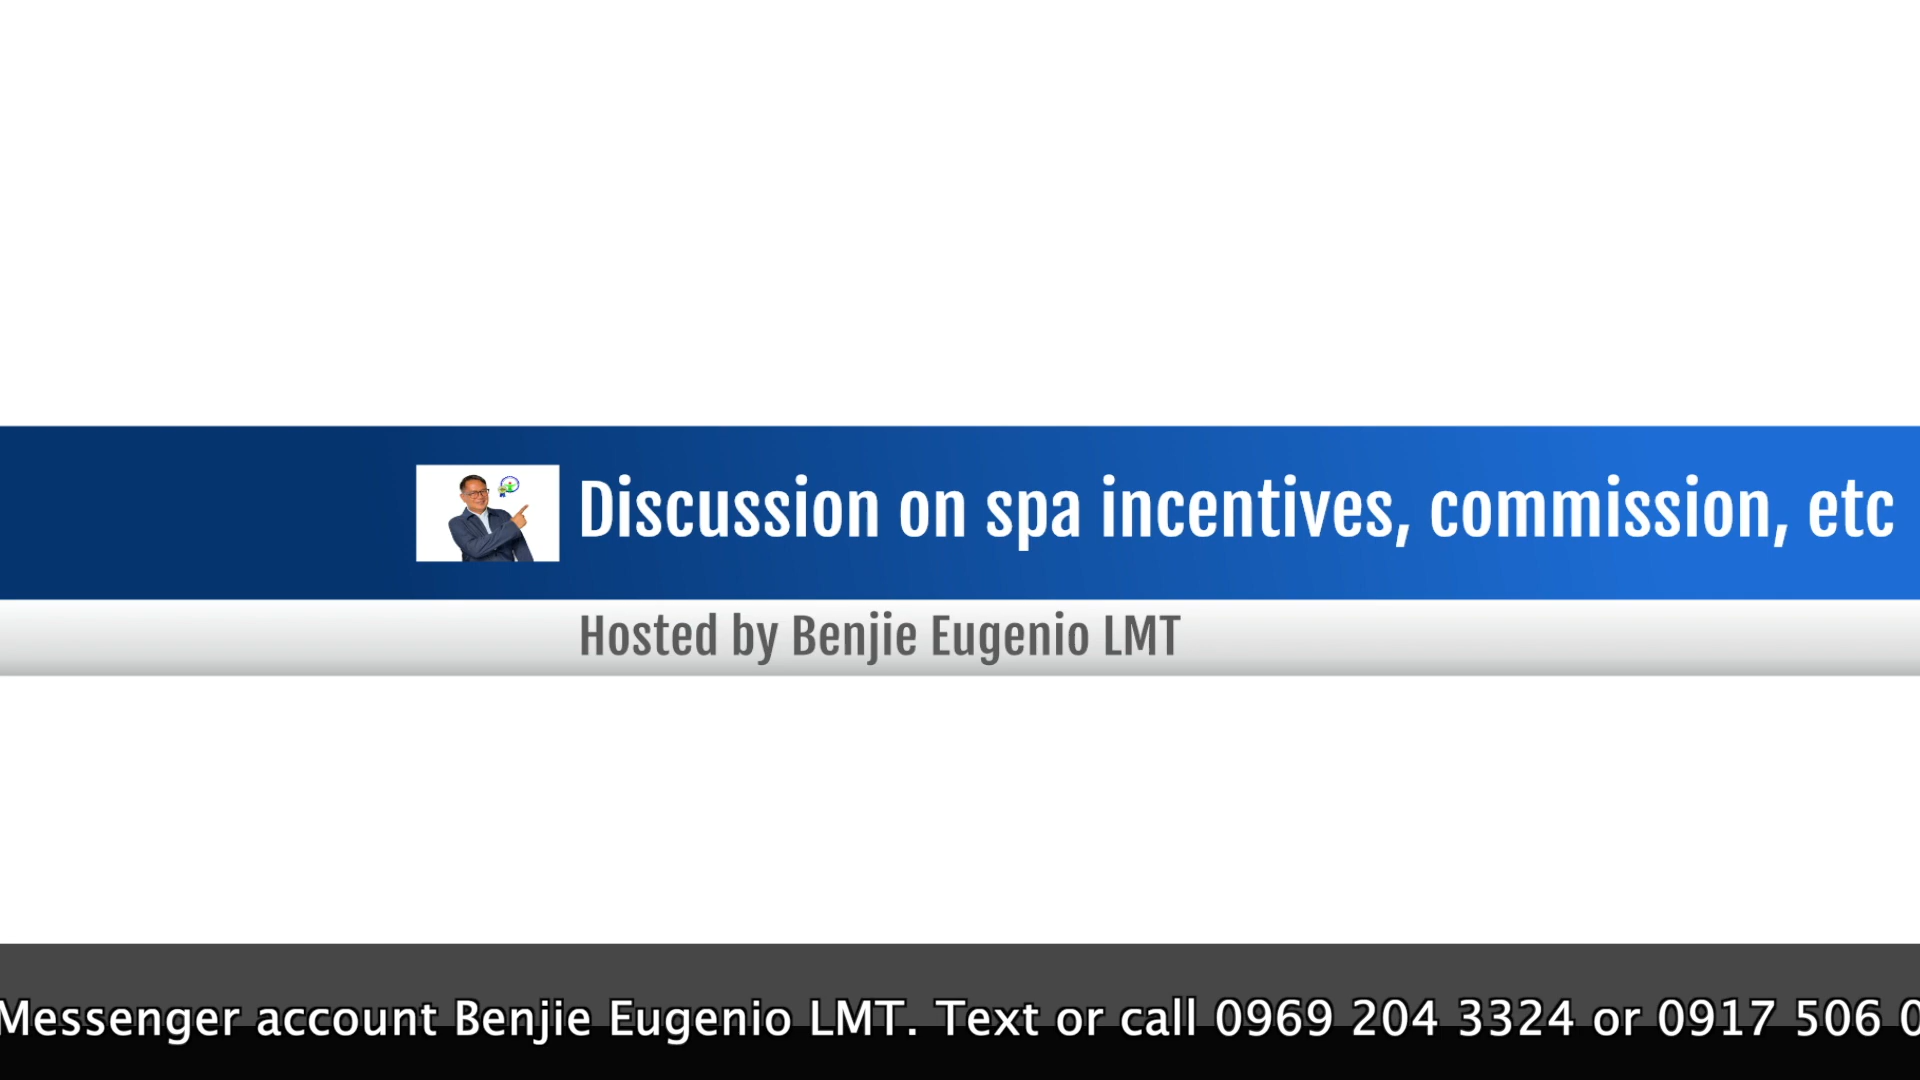 Discussion on spa incentives, commission, etc
Hosted by Benjie Eugenio LMT
Messenger account Benjie Eugenio LMT. Text or call 0969 204 3324 or 0917 506